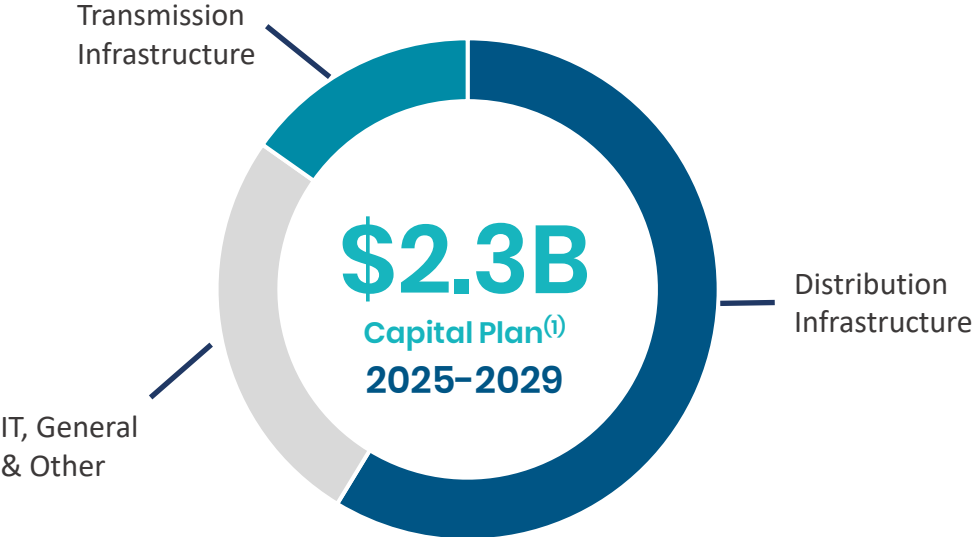 Transmission
Infrastructure
$2.3B
Capital Plan(1)
2025-2029
Distribution
Infrastructure
IT, General
& Other